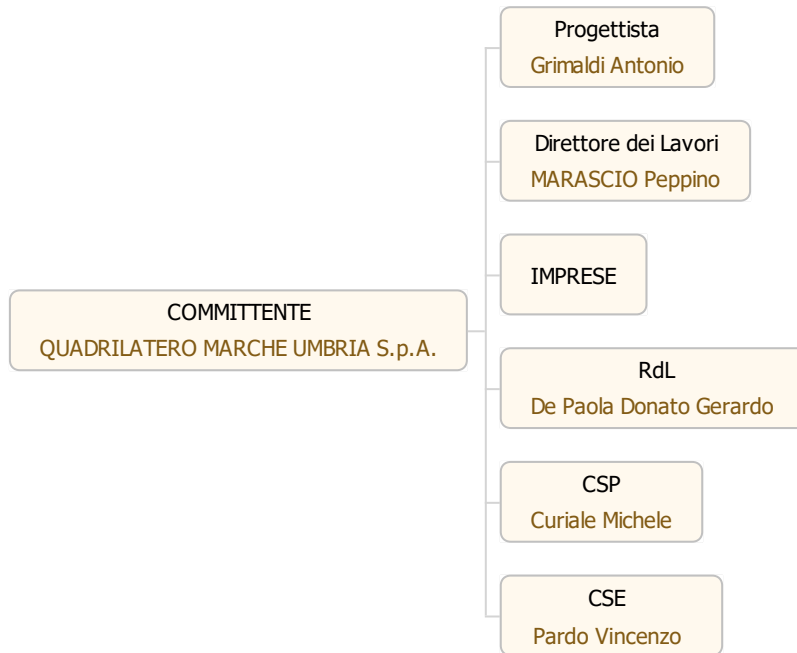 Progettista
Grimaldi Antonio
Direttore dei Lavori
MARASCIO Peppino
IMPRESE
COMMITTENTE
QUADRILATERO MARCHE UMBRIA S.p.A.
RdL
De Paola Donato Gerardo
CSP
Curiale Michele
CSE
Pardo Vincenzo